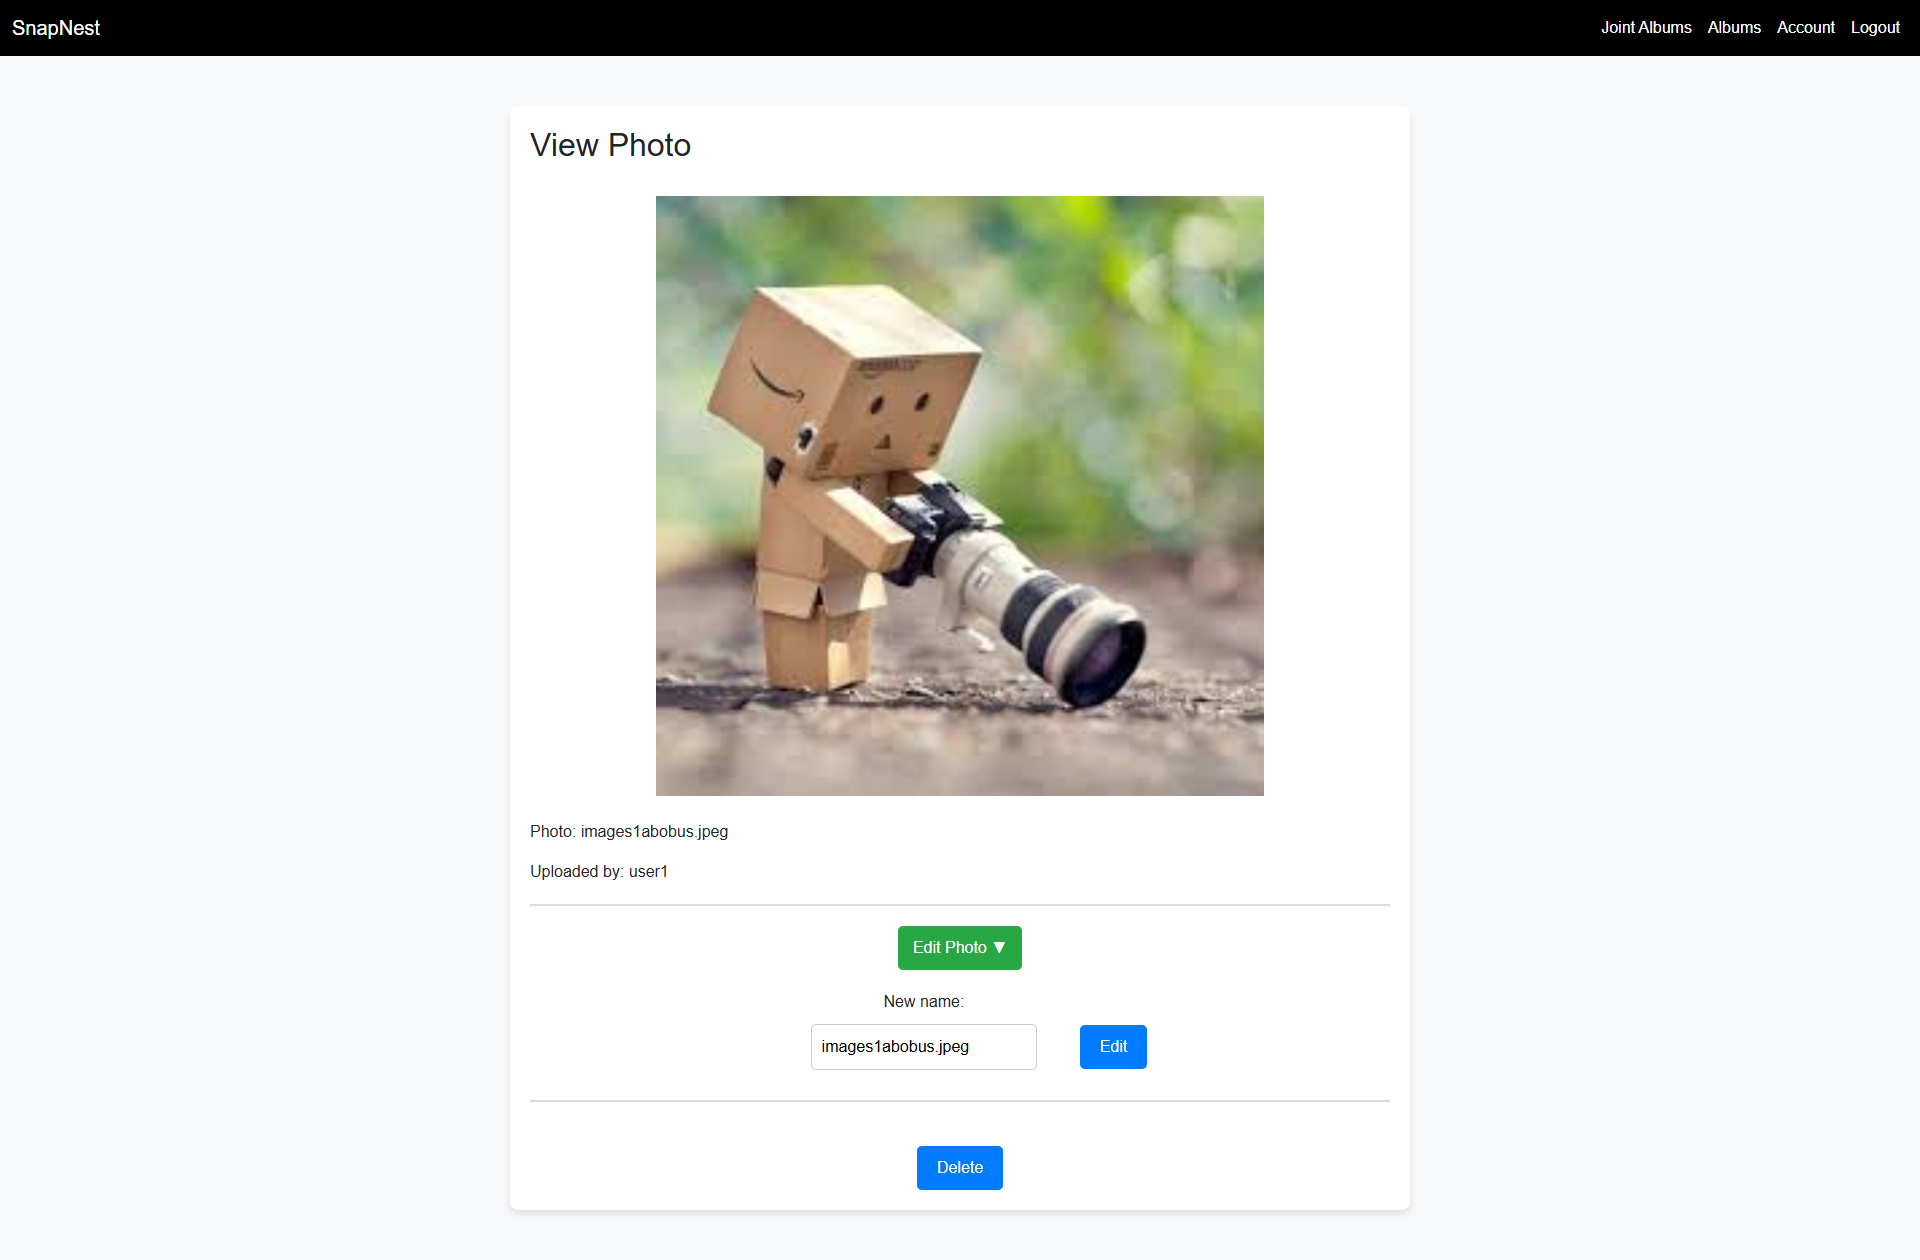 SnapNest
Joint Albums Albums Account Logout
View Photo
Photo: images1abobus.jpeg
Uploaded by: user1
Edit Photo ▼
New name:
images1abobus.jpeg
Edit
Delete